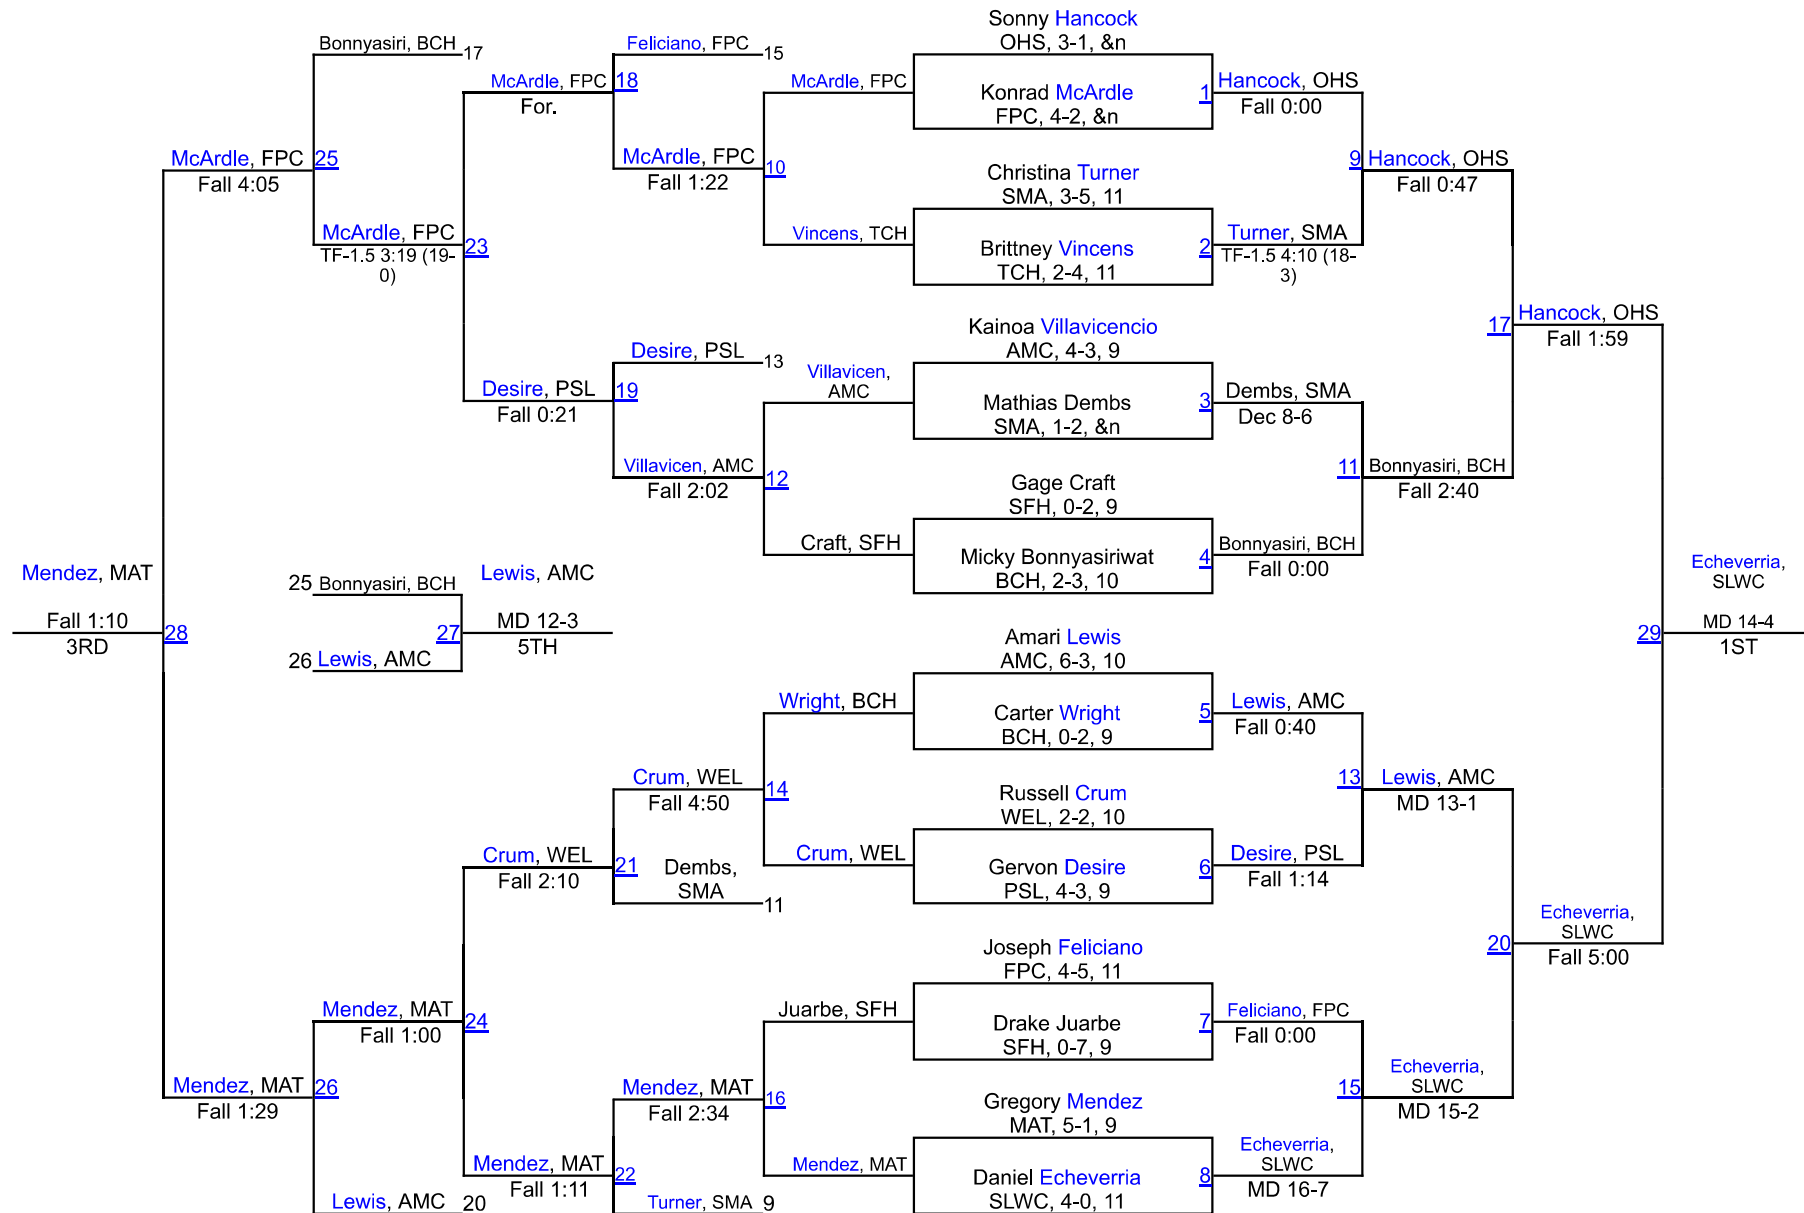 Sonny Hancock
OHS, 3-1, &n
Bonnyasiri, BCH
17
Feliciano, FPC
15
McArdle, FPC
18
For.
McArdle, FPC
Konrad McArdle
FPC, 4-2, &n
1
Hancock, OHS
Fall 0:00
McArdle, FPC
25
Fall 4:05
McArdle, FPC
10
Fall 1:22
Christina Turner
SMA, 3-5, 11
9
Hancock, OHS
Fall 0:47
McArdle, FPC
23
TF-1.5 3:19 (19-
0)
Vincens, TCH
Brittney Vincens
TCH, 2-4, 11
2
Turner, SMA
TF-1.5 4:10 (18-
3)
Kainoa Villavicencio
AMC, 4-3, 9
17
Hancock, OHS
Fall 1:59
Desire, PSL
13
Desire, PSL
19
Fall 0:21
Villavicen,
AMC
Mathias Dembs
SMA, 1-2, &n
3
Dembs, SMA
Dec 8-6
Villavicen, AMC
12
Fall 2:02
Gage Craft
SFH, 0-2, 9
11
Bonnyasiri, BCH
Fall 2:40
Craft, SFH
Micky Bonnyasiriwat
BCH, 2-3, 10
4
Bonnyasiri, BCH
Fall 0:00
Mendez, MAT
Fall 1:10
3RD
28
25
Bonnyasiri, BCH
26
Lewis, AMC
27
Lewis, AMC
MD 12-3
5TH
Echeverria,
SLWC
29
MD 14-4
1ST
Amari Lewis
AMC, 6-3, 10
Wright, BCH
Carter Wright
BCH, 0-2, 9
5
Lewis, AMC
Fall 0:40
Crum, WEL
14
Fall 4:50
Russell Crum
WEL, 2-2, 10
13
Lewis, AMC
MD 13-1
Crum, WEL
21
Fall 2:10
Dembs,
SMA
11
Crum, WEL
Gervon Desire
PSL, 4-3, 9
6
Desire, PSL
Fall 1:14
Joseph Feliciano
FPC, 4-5, 11
20
Echeverria,
SLWC
Fall 5:00
Mendez, MAT
24
Fall 1:00
Juarbe, SFH
Drake Juarbe
SFH, 0-7, 9
7
Feliciano, FPC
Fall 0:00
Mendez, MAT
26
Fall 1:29
Mendez, MAT
16
Fall 2:34
Gregory Mendez
MAT, 5-1, 9
15
Echeverria,
SLWC
MD 15-2
Mendez, MAT
22
Fall 1:11
Mendez, MAT
Daniel Echeverria
SLWC, 4-0, 11
8
Echeverria,
SLWC
MD 16-7
Lewis, AMC
20
Turner, SMA
9